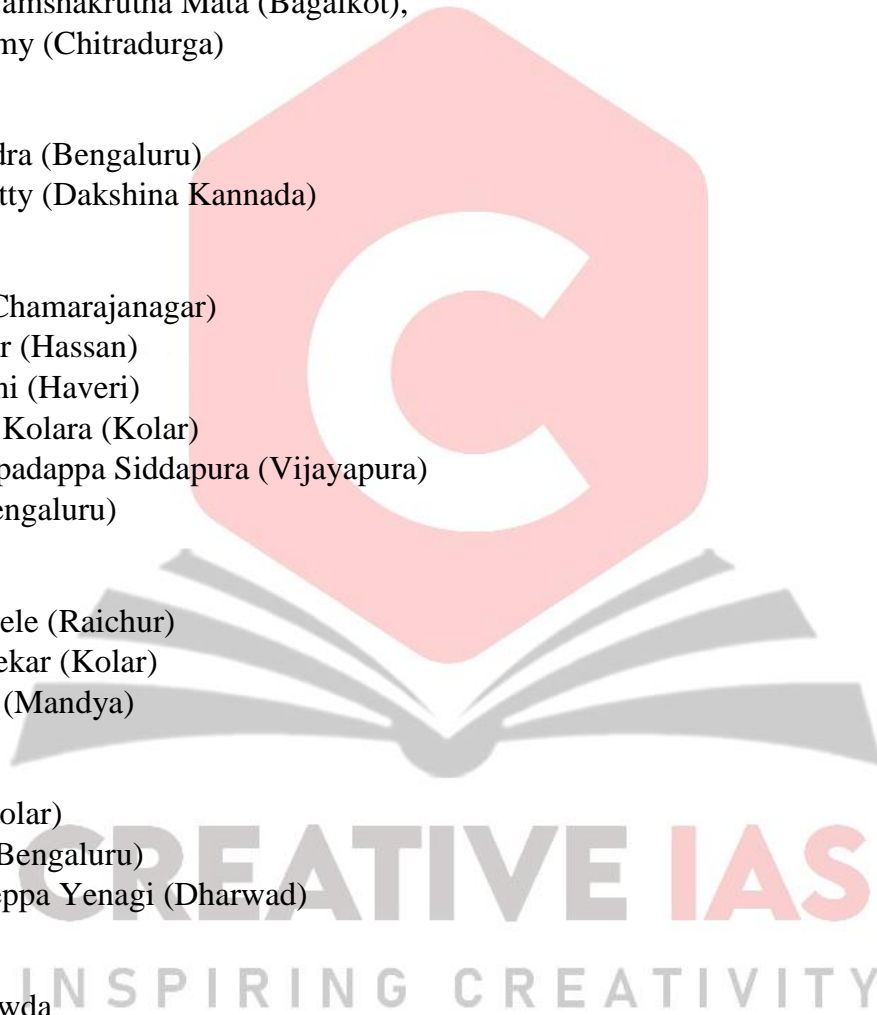 amshakrutha Mata (Bagalkot),
my (Chitradurga)
dra (Bengaluru)
tty (Dakshina Kannada)
Chamarajanagar)
r (Hassan)
ni (Haveri)
Kolara (Kolar)
padappa Siddapura (Vijayapura)
engaluru)
ele (Raichur)
ekar (Kolar)
(Mandya)
olar)
Bengaluru)
eppa Yenagi (Dharwad)
CREATIVE IAS
INSPIRING CREATIVITY
wda